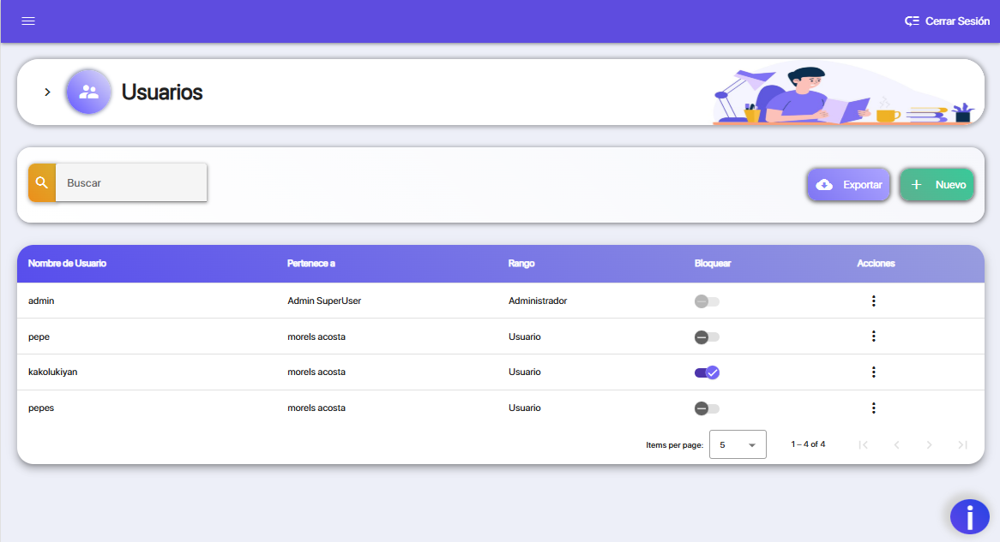 Cerrar Sesión
Usuarios
Buscar
Exportar
Nuevo
Nombre de Usuario Pertenece a Rango Bloquear Acciones
admin Admin SuperUser Administrador
pepe morels acosta Usuario
kakolukiyan morels acosta Usuario
pepes morels acosta Usuario
Items per page: 5 1 – 4 of 4
i